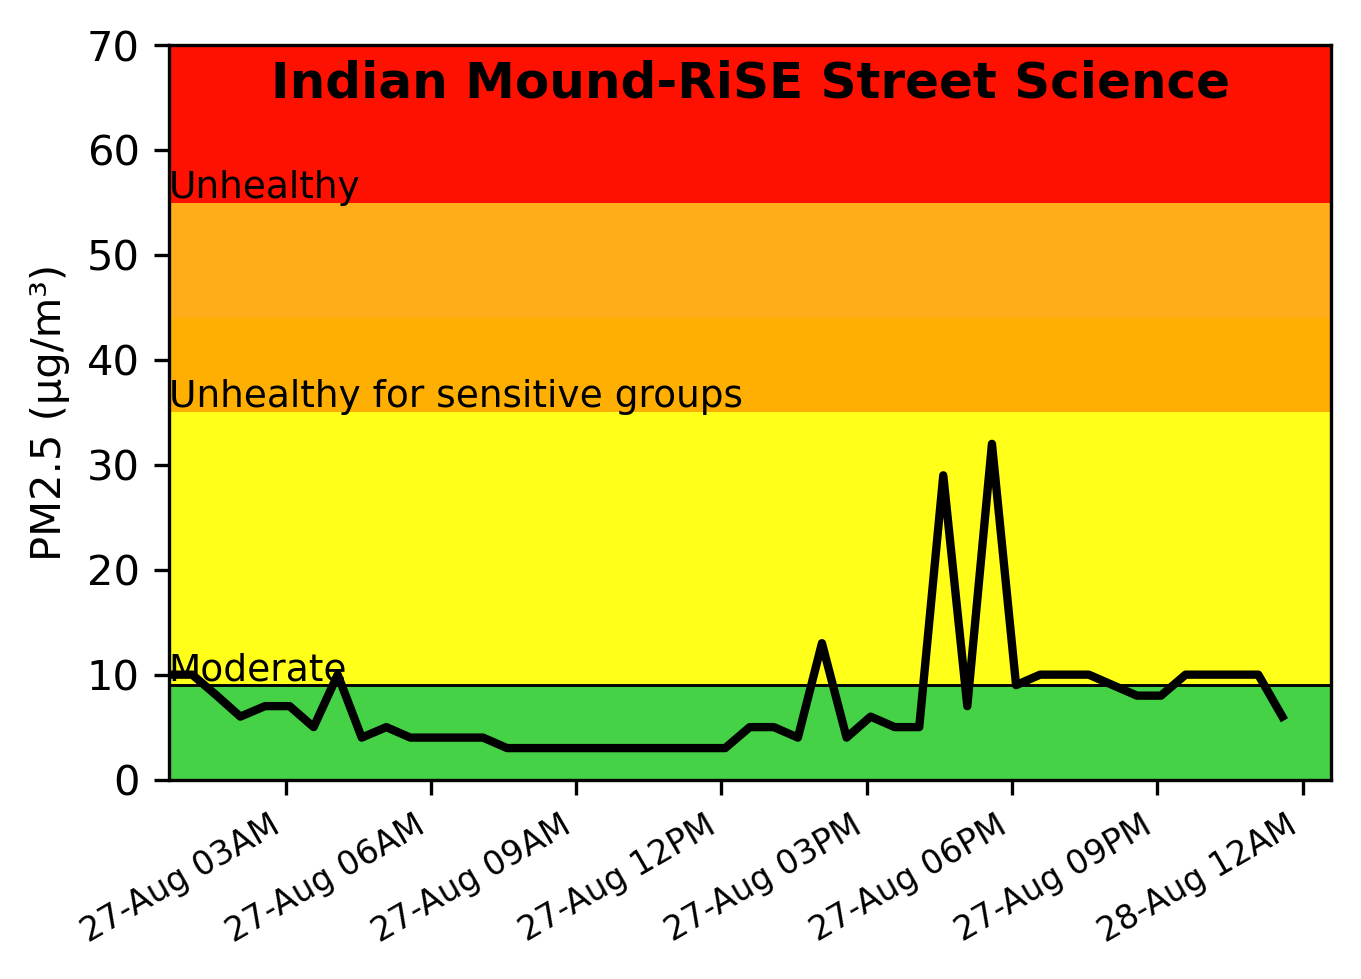 Indian Mound-RiSE Street Science
PM2.5 (µg/m³)
70
60
50
40
30
20
10
0
Unhealthy
Unhealthy for sensitive groups
Moderate
27-Aug 03AM
27-Aug 06AM
27-Aug 09AM
27-Aug 12PM
27-Aug 03PM
27-Aug 06PM
27-Aug 09PM
28-Aug 12AM